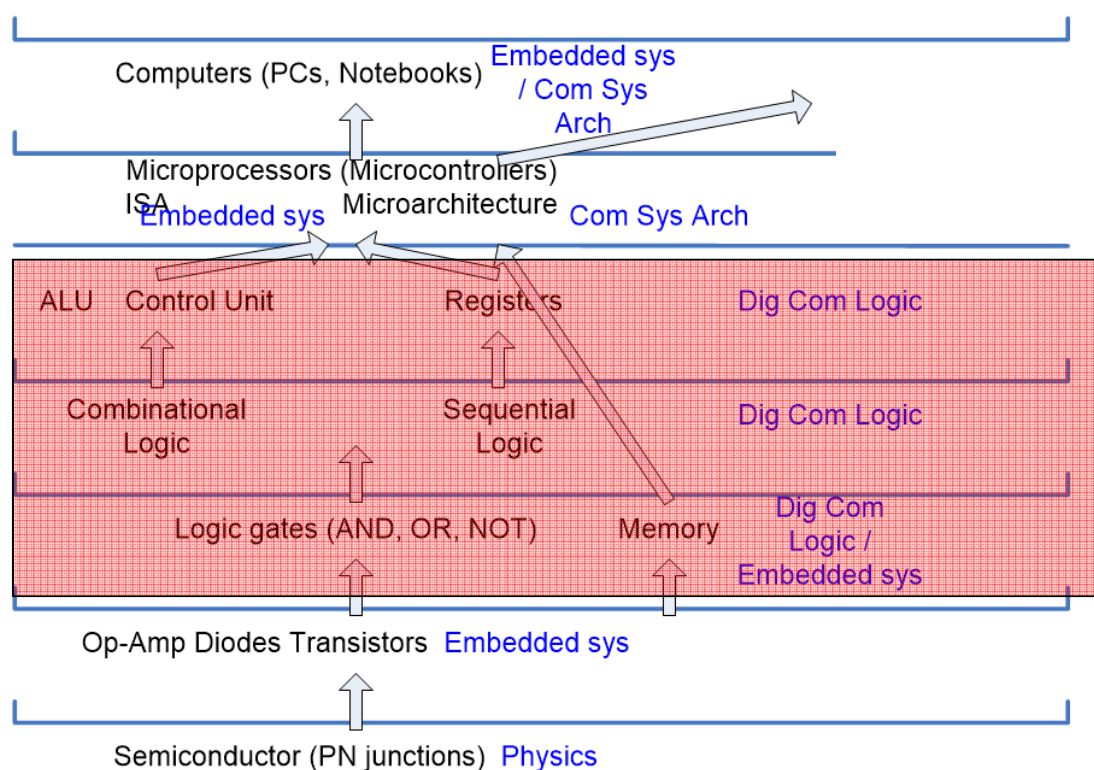 Computers (PCs, Notebooks)
Embedded sys
/ Com Sys
Arch
Microprocessors (Microcontrollers)
ISA Microarchitecture
Embedded sys Com Sys Arch
ALU Control Unit Registers Dig Com Logic
Combinational
Logic
Sequential
Logic
Dig Com Logic
Logic gates (AND, OR, NOT) Memory
Dig Com
Logic /
Embedded sys
Op-Amp Diodes Transistors Embedded sys
Semiconductor (PN junctions) Physics